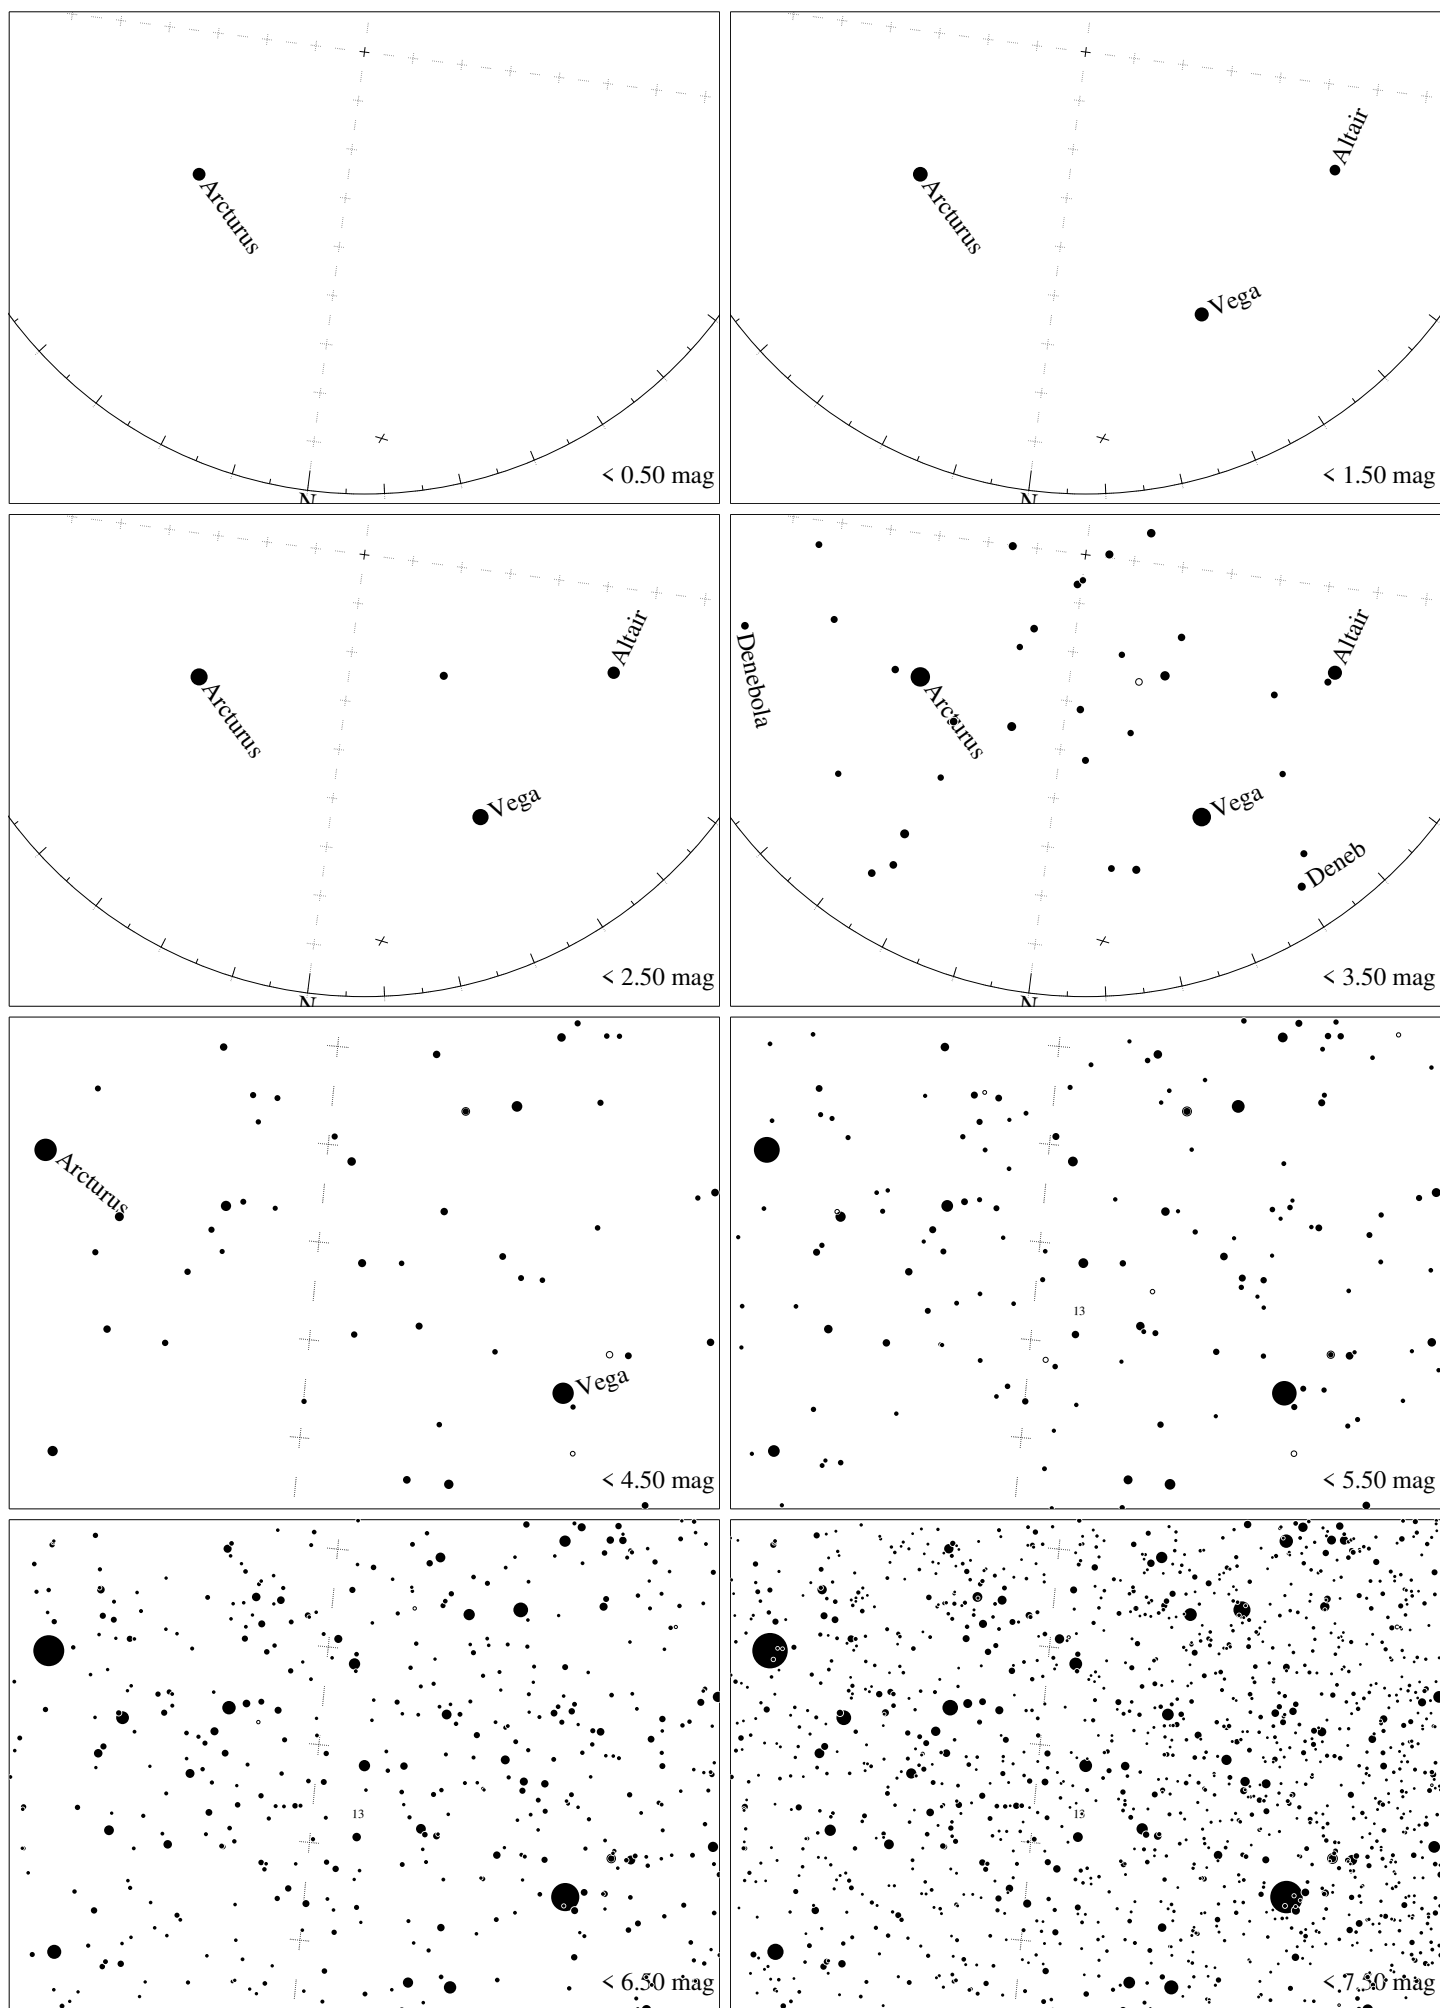 Arcturus
N
< 0.50 mag
Altair
Arcturus
Vega
N
< 1.50 mag
Altair
Arcturus
Vega
N
< 2.50 mag
Altair
Denebola
Arcturus
Vega
Deneb
N
< 3.50 mag
Arcturus
Vega
< 4.50 mag
13
< 5.50 mag
13
< 6.50 mag
13
< 7.50 mag